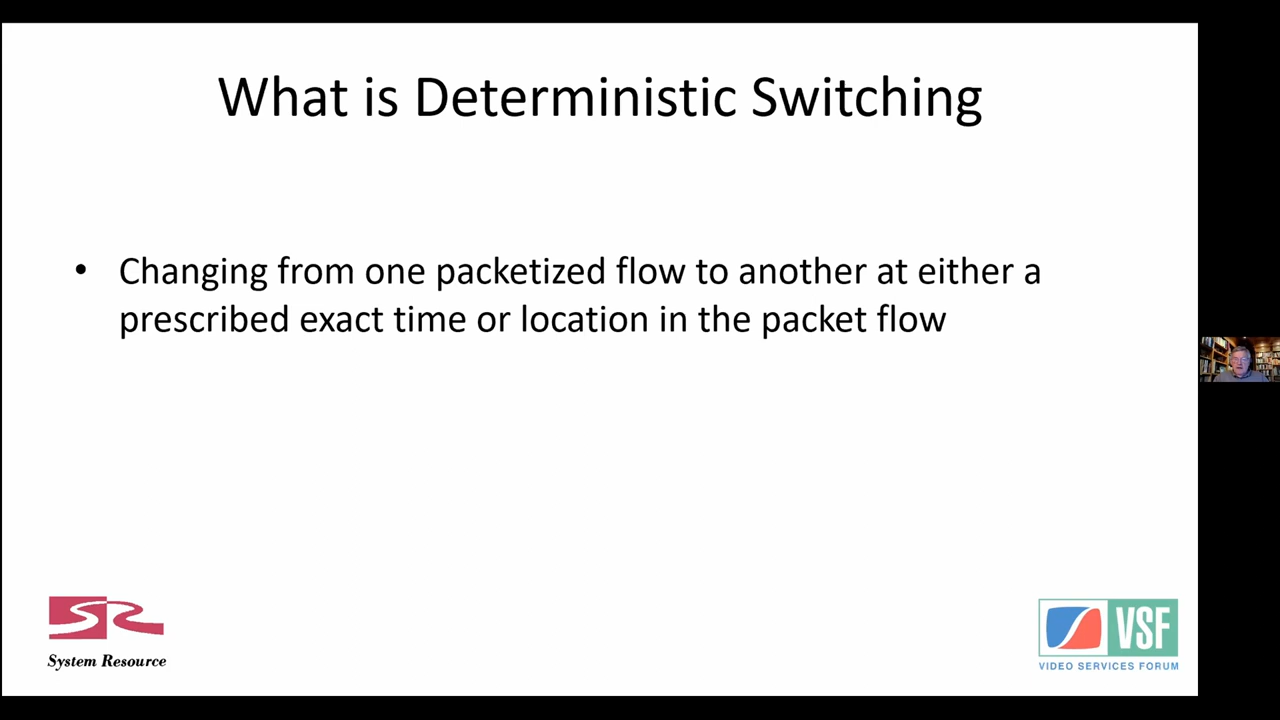 What is Deterministic Switching
• Changing from one packetized flow to another at either a
prescribed exact time or location in the packet flow
SR
System Resource
VSF
VIDEO SERVICES FORUM